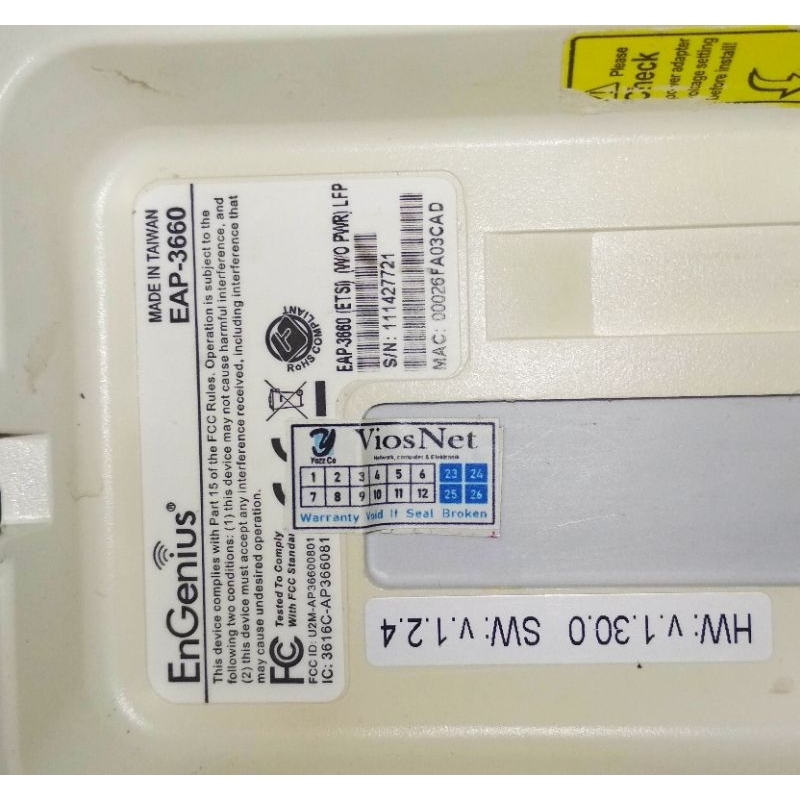 MADE IN TAIWAN
EAP-3660
EnGenius®
This device complies with Part 15 of the FCC Rules. Operation is subject to the
following two conditions: (1) this device may not cause harmful interference, and
(2) this device must accept any interference received, including interference that
may cause undesired operation.
FC
Tested To Comply
With FCC Standar
FCC ID: U2M-AP36600801
IC: 3616C-AP366081
RoHS COMPLIANT
EAP-3660 (ETSI) (W/O PWR) LFP
S/N: 111427721
MAC: 00026FA03CAD
Yozz Co
ViosNet
Network, Computer & Elektronik
1 2 3 4 5 6 23 24
7 8 9 10 11 12 25 26
Warranty Void If Seal Broken
HW: v.1.30.0 SW: v.1.2.4
Please
Check
power adapter
voltage setting
before install!